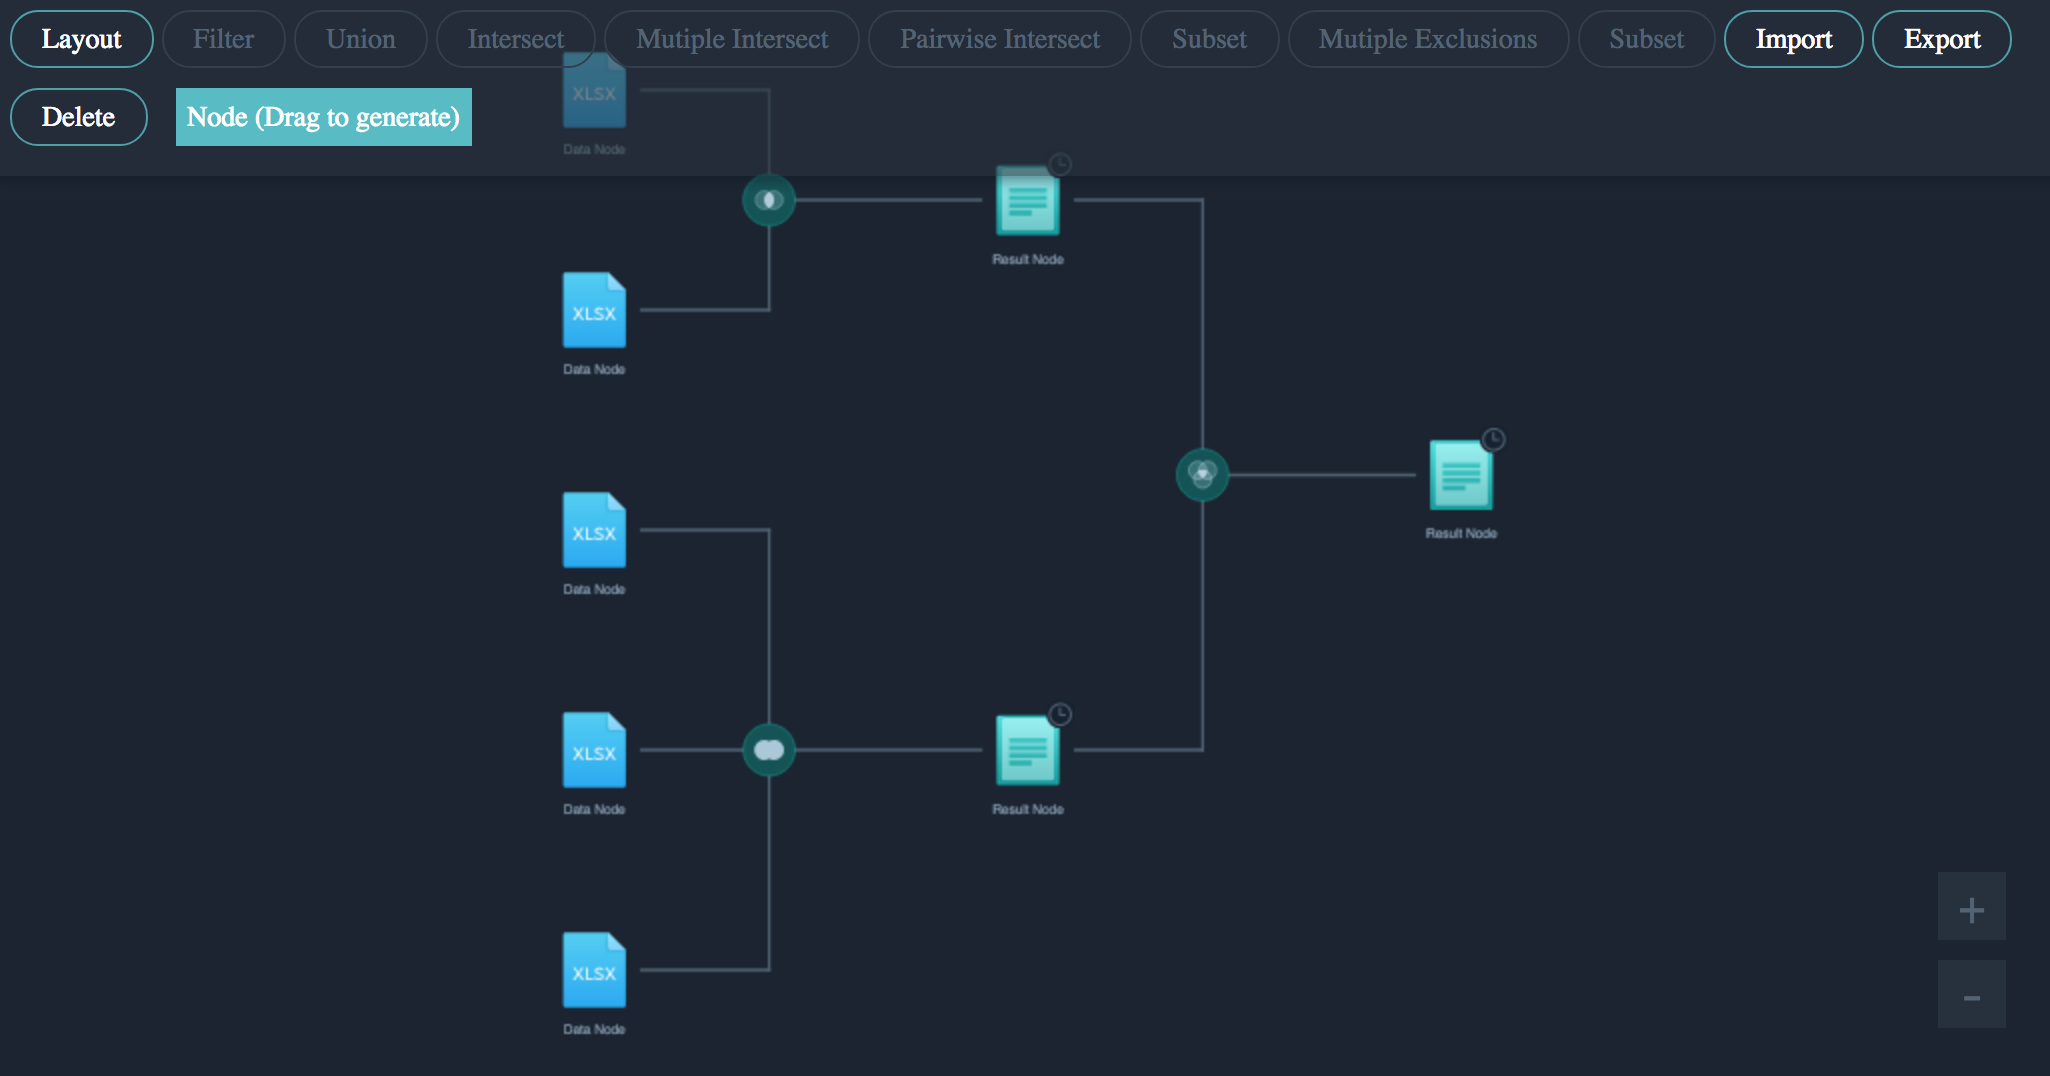 Layout
Filter
Union
Intersect
Mutiple Intersect
Pairwise Intersect
Subset
Mutiple Exclusions
Subset
Import
Export
Delete
Node (Drag to generate)
XLSX
Data Node
Result Node
XLSX
Data Node
Result Node
XLSX
Data Node
XLSX
Data Node
Result Node
XLSX
Data Node
+
-